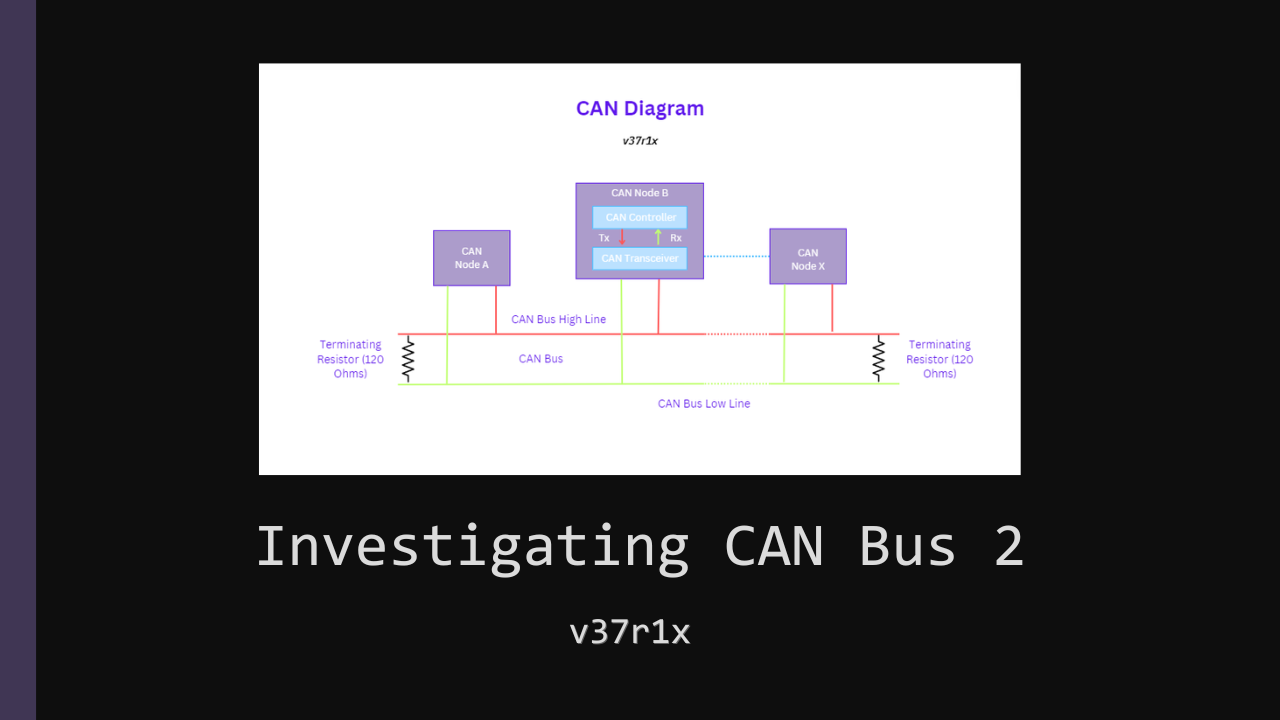 CAN Diagram
v37r1x
CAN Node B
CAN Controller
Tx
Rx
CAN Transceiver
CAN
Node A
CAN
Node X
CAN Bus High Line
Terminating
Resistor (120
Ohms)
CAN Bus
Terminating
Resistor (120
Ohms)
CAN Bus Low Line
Investigating CAN Bus 2
v37r1x